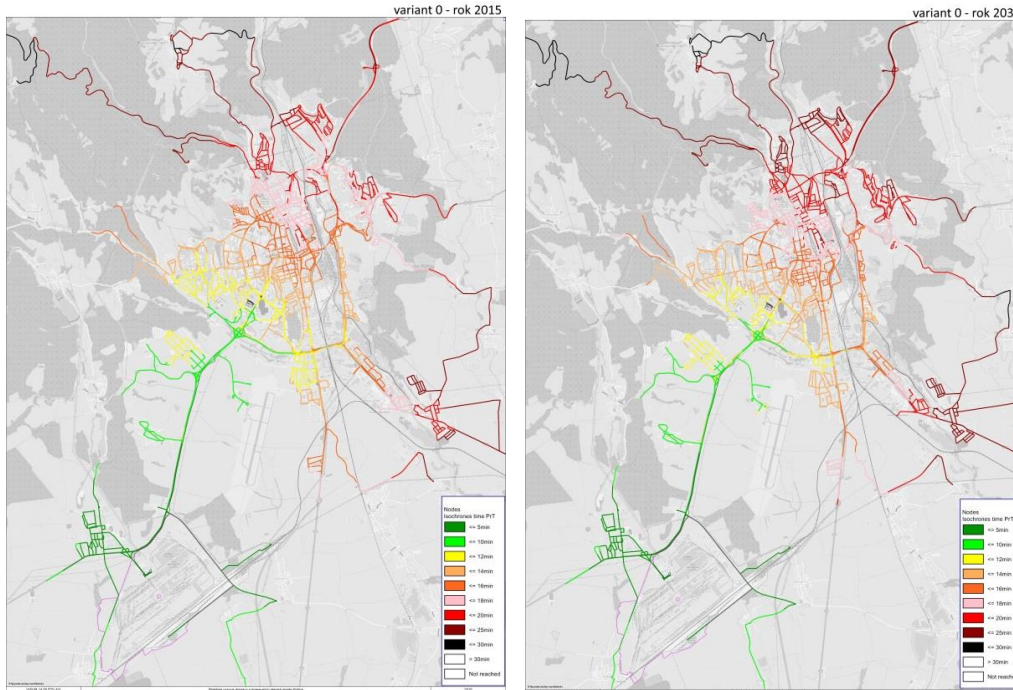 variant 0 - rok 2015
Nodes
Isochrones time PrT
<= 5min
<= 10min
<= 12min
<= 14min
<= 16min
<= 18min
<= 20min
<= 25min
<= 30min
> 30min
Not reached
variant 0 - rok 203
Nodes
Isochrones time PrT
<= 5min
<= 10min
<= 12min
<= 14min
<= 16min
<= 18min
<= 20min
<= 25min
<= 30min
> 30min
Not reached